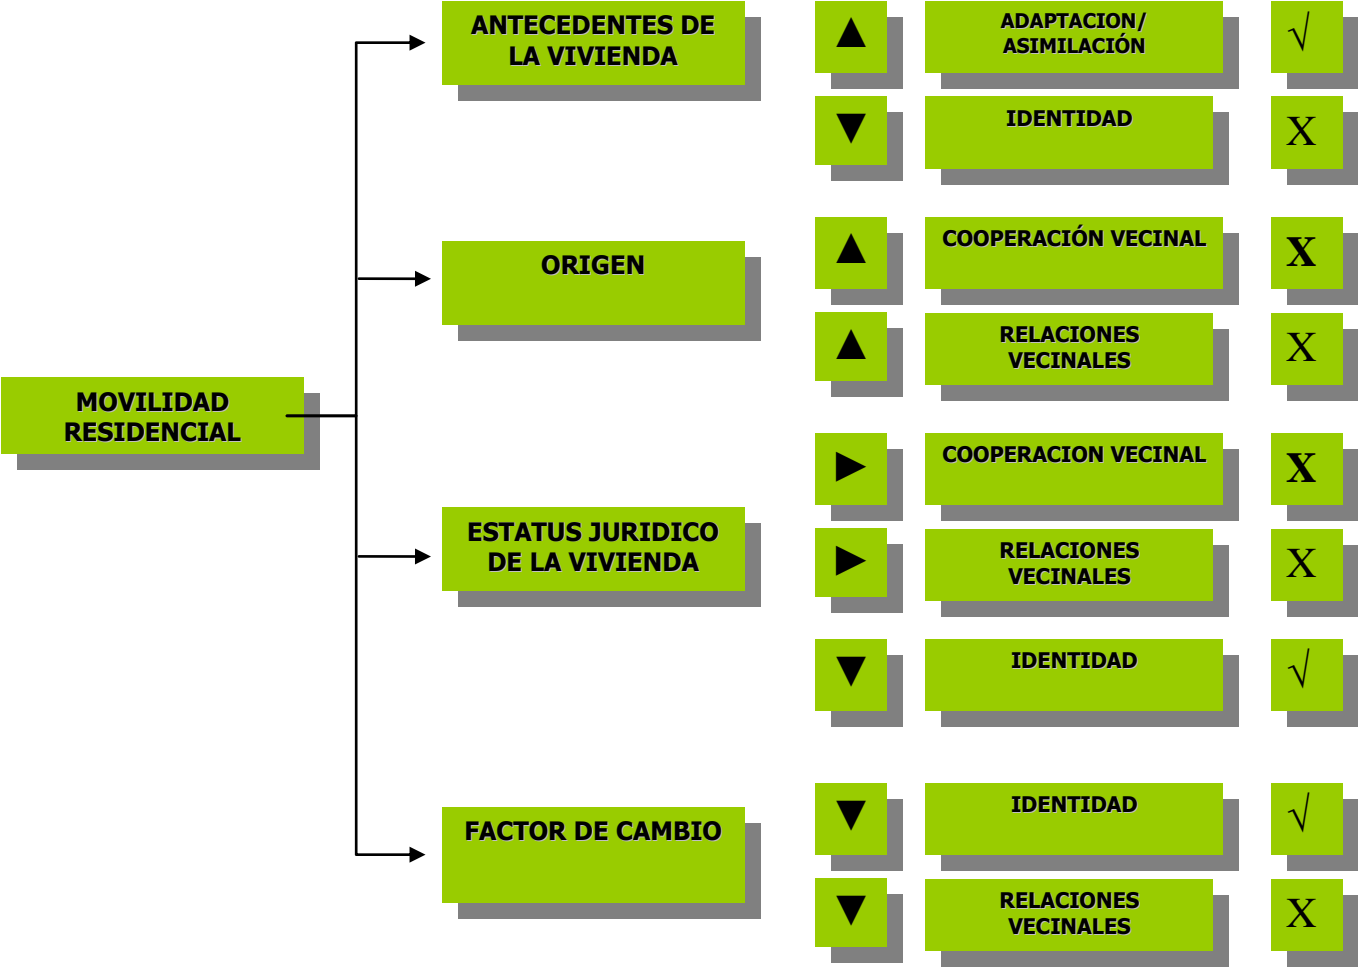 ANTECEDENTES DE
LA VIVIENDA
▲
ADAPTACION/
ASIMILACIÓN
√
▼
IDENTIDAD
X
ORIGEN
▲
COOPERACIÓN VECINAL
X
▲
RELACIONES
VECINALES
X
MOVILIDAD
RESIDENCIAL
ESTATUS JURIDICO
DE LA VIVIENDA
►
COOPERACION VECINAL
X
►
RELACIONES
VECINALES
X
▼
IDENTIDAD
√
FACTOR DE CAMBIO
▼
IDENTIDAD
√
▼
RELACIONES
VECINALES
X